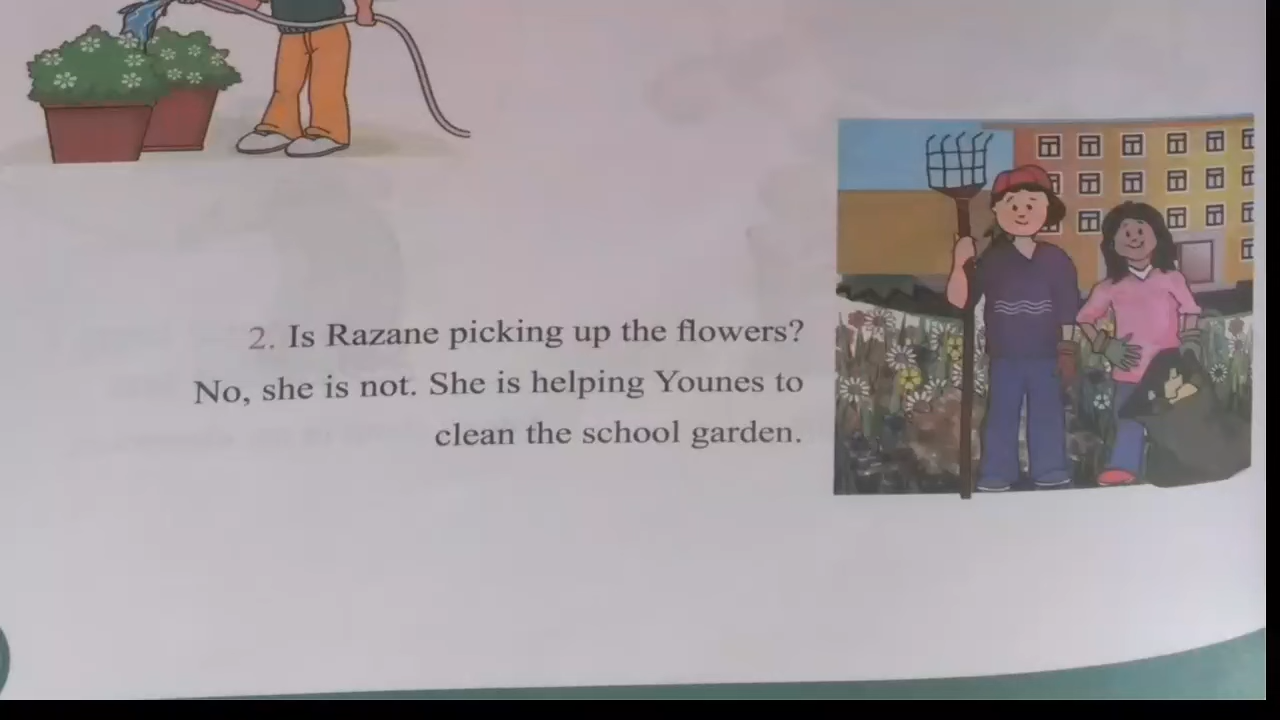 2. Is Razane picking up the flowers?
No, she is not. She is helping Younes to
clean the school garden.